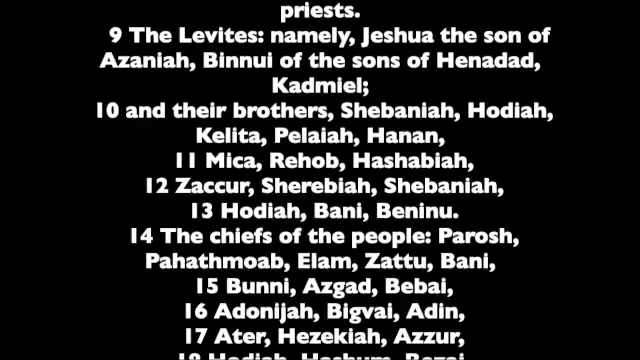 priests.
9 The Levites: namely, Jeshua the son of
Azaniah, Binnui of the sons of Henadad,
Kadmiel;
10 and their brothers, Shebaniah, Hodiah,
Kelita, Pelaiah, Hanan,
11 Mica, Rehob, Hashabiah,
12 Zaccur, Sherebiah, Shebaniah,
13 Hodiah, Bani, Beninu.
14 The chiefs of the people: Parosh,
Pahathmoab, Elam, Zattu, Bani,
15 Bunni, Azgad, Bebai,
16 Adonijah, Bigvai, Adin,
17 Ater, Hezekiah, Azzur,
18 Hodiah, Hashum, Bezai,